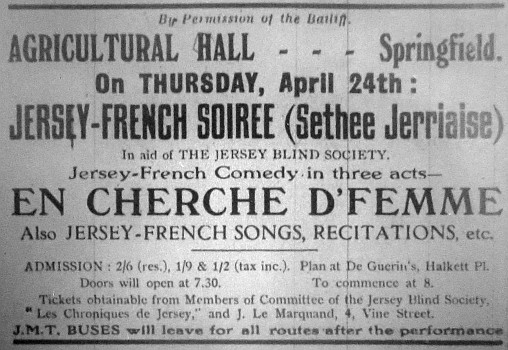 By Permission of the Bailiff.
AGRICULTURAL HALL - - - Springfield.
On THURSDAY, April 24th :
JERSEY-FRENCH SOIREE (Sethee Jerriaise)
In aid of THE JERSEY BLIND SOCIETY.
Jersey-French Comedy in three acts—
EN CHERCHE D'FEMME
Also JERSEY-FRENCH SONGS, RECITATIONS, etc.
ADMISSION : 2/6 (res.), 1/9 & 1/2 (tax inc.). Plan at De Guerin's, Halkett Pl.
Doors will open at 7.30. To commence at 8.
Tickets obtainable from Members of Committee of the Jersey Blind Society,
"Les Chroniques de Jersey," and J. Le Marquand, 4, Vine Street.
J.M.T. BUSES will leave for all routes after the performance